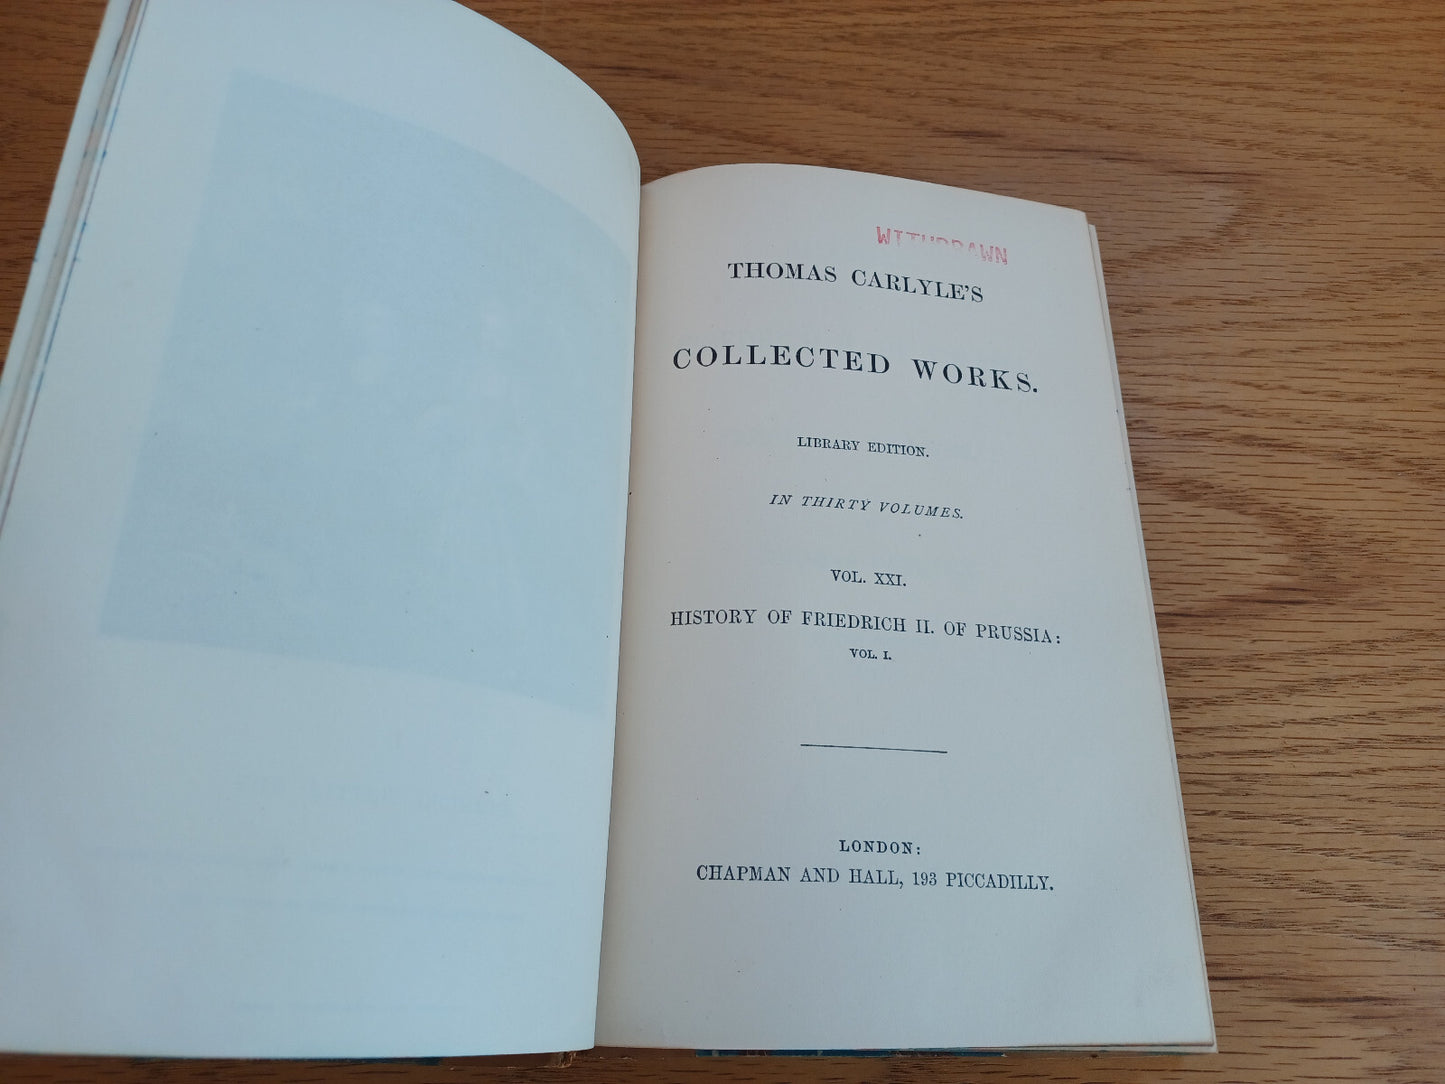 WITHDRAWN
THOMAS CARLYLE'S
COLLECTED WORKS.
LIBRARY EDITION.
IN THIRTY VOLUMES.
VOL. XXI.
HISTORY OF FRIEDRICH II. OF PRUSSIA:
VOL. I.
LONDON:
CHAPMAN AND HALL, 193 PICCADILLY.